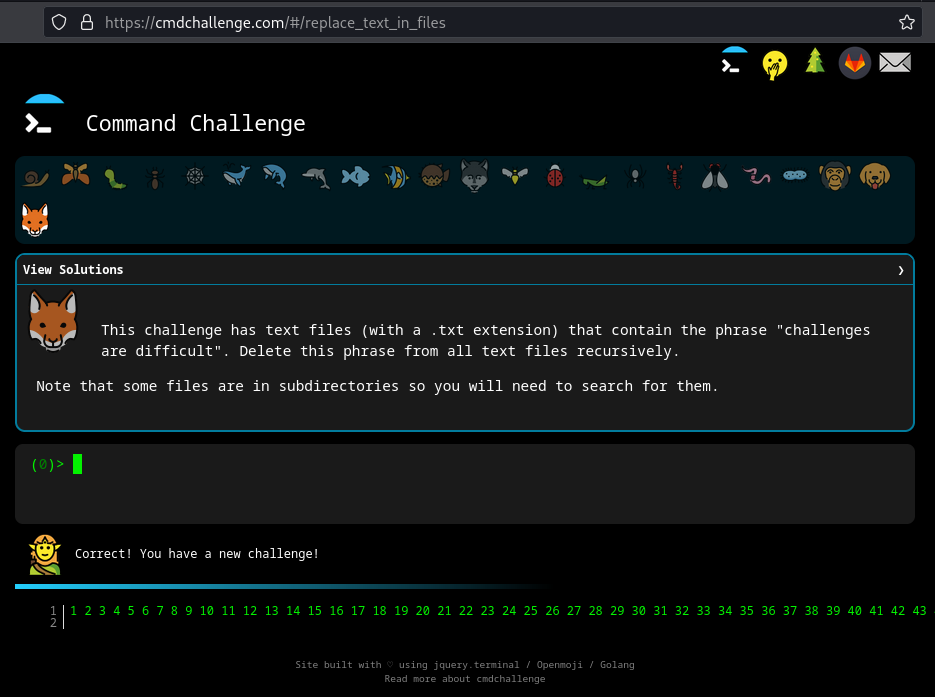 https://cmdchallenge.com/#/replace_text_in_files
Command Challenge
View Solutions
This challenge has text files (with a .txt extension) that contain the phrase "challenges
are difficult". Delete this phrase from all text files recursively.
Note that some files are in subdirectories so you will need to search for them.
(0)>
Correct! You have a new challenge!
1 1 2 3 4 5 6 7 8 9 10 11 12 13 14 15 16 17 18 19 20 21 22 23 24 25 26 27 28 29 30 31 32 33 34 35 36 37 38 39 40 41 42 43
2
Site built with ♡ using jquery.terminal / Openmoji / Golang
Read more about cmdchallenge